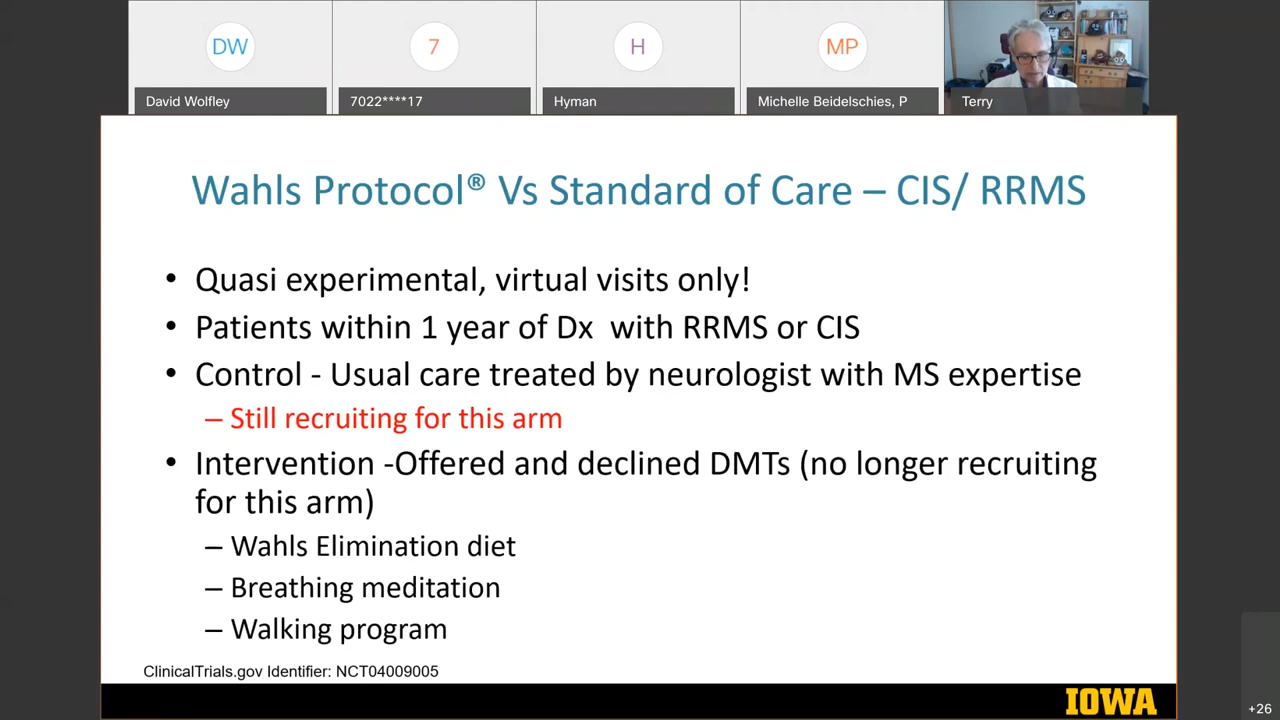 DW
7
H
MP
David Wolfley
7022****17
Hyman
Michelle Beidelschies, P
Terry
Wahls Protocol® Vs Standard of Care – CIS/ RRMS
• Quasi experimental, virtual visits only!
• Patients within 1 year of Dx with RRMS or CIS
• Control - Usual care treated by neurologist with MS expertise
– Still recruiting for this arm
• Intervention -Offered and declined DMTs (no longer recruiting
for this arm)
– Wahls Elimination diet
– Breathing meditation
– Walking program
ClinicalTrials.gov Identifier: NCT04009005
IOWA
+26